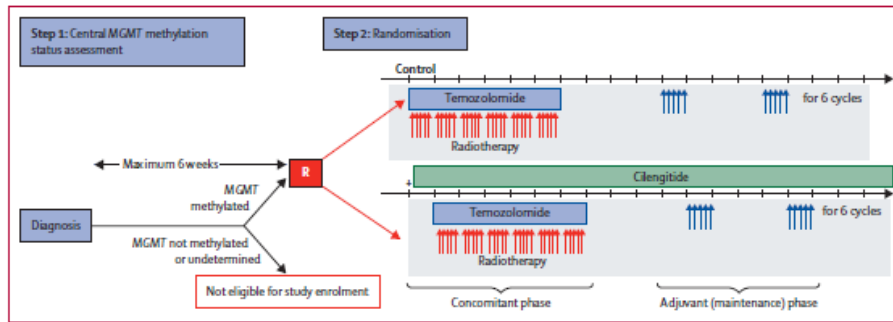 Step 1: Central MGMT methylation
status assessment
Step 2: Randomisation
Control
Temozolomide
for 6 cycles
Radiotherapy
Maximum 6 weeks
R
Cilengitide
+
MGMT
methylated
Diagnosis
Temozolomide
for 6 cycles
MGMT not methylated
or undetermined
Radiotherapy
Not eligible for study enrolment
Concomitant phase
Adjuvant (maintenance) phase